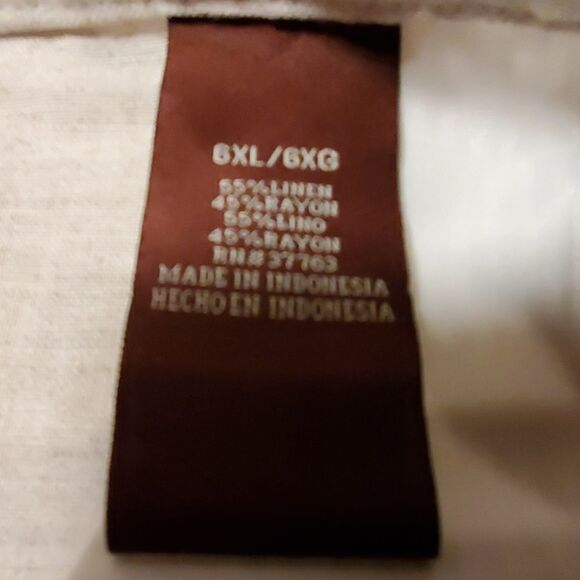 6XL/6XG
55%LINEN
45%RAYON
55%LINO
45%RAYON
RN#37763
MADE IN INDONESIA
HECHO EN INDONESIA